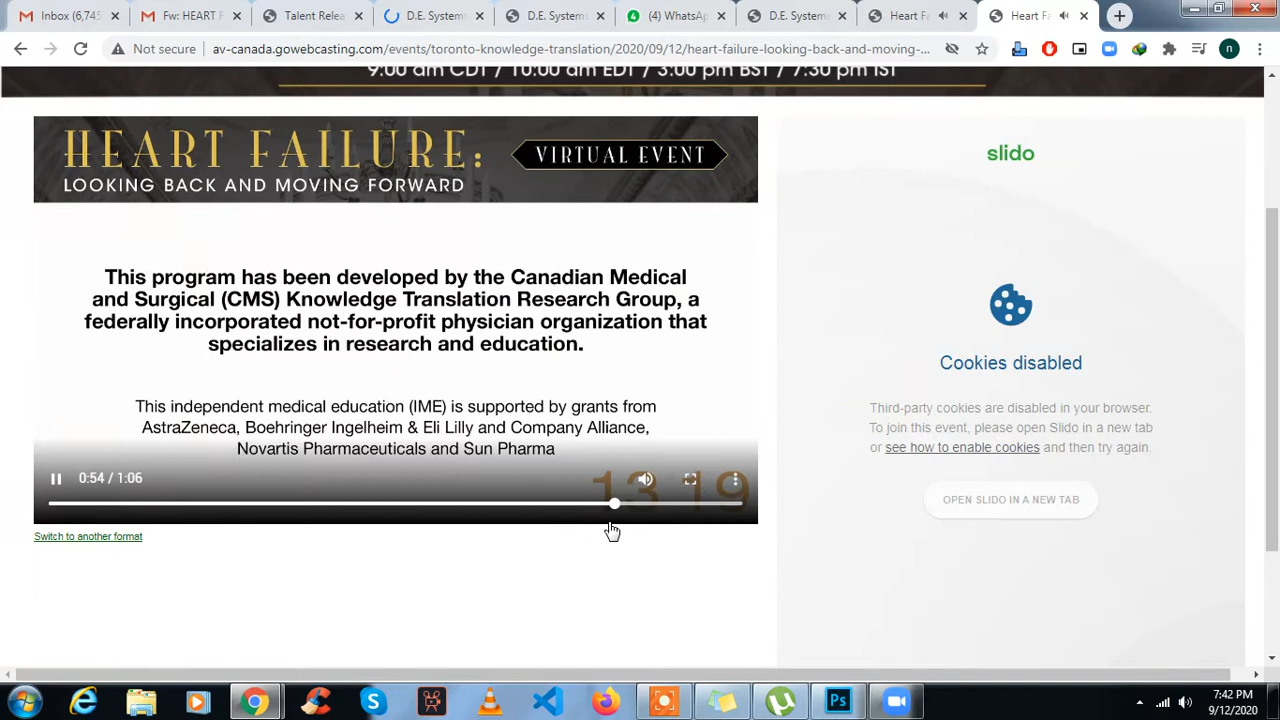 Inbox (6,745
Fw: HEART F
Talent Relea
D.E. Systems
D.E. Systems
(4) WhatsAp
D.E. Systems
Heart Fa
Heart Fa
Not secure
av-canada.gowebcasting.com/events/toronto-knowledge-translation/2020/09/12/heart-failure-looking-back-and-moving-...
n
9:00 am CDT / 10:00 am EDT / 3:00 pm BST / 7:30 pm IST
HEART FAILURE:
VIRTUAL EVENT
LOOKING BACK AND MOVING FORWARD
This program has been developed by the Canadian Medical
and Surgical (CMS) Knowledge Translation Research Group, a
federally incorporated not-for-profit physician organization that
specializes in research and education.
This independent medical education (IME) is supported by grants from
AstraZeneca, Boehringer Ingelheim & Eli Lilly and Company Alliance,
Novartis Pharmaceuticals and Sun Pharma
0:54 / 1:06
13 19
Switch to another format
slido
Cookies disabled
Third-party cookies are disabled in your browser.
To join this event, please open Slido in a new tab
or see how to enable cookies and then try again.
OPEN SLIDO IN A NEW TAB
Ps
7:42 PM
9/12/2020